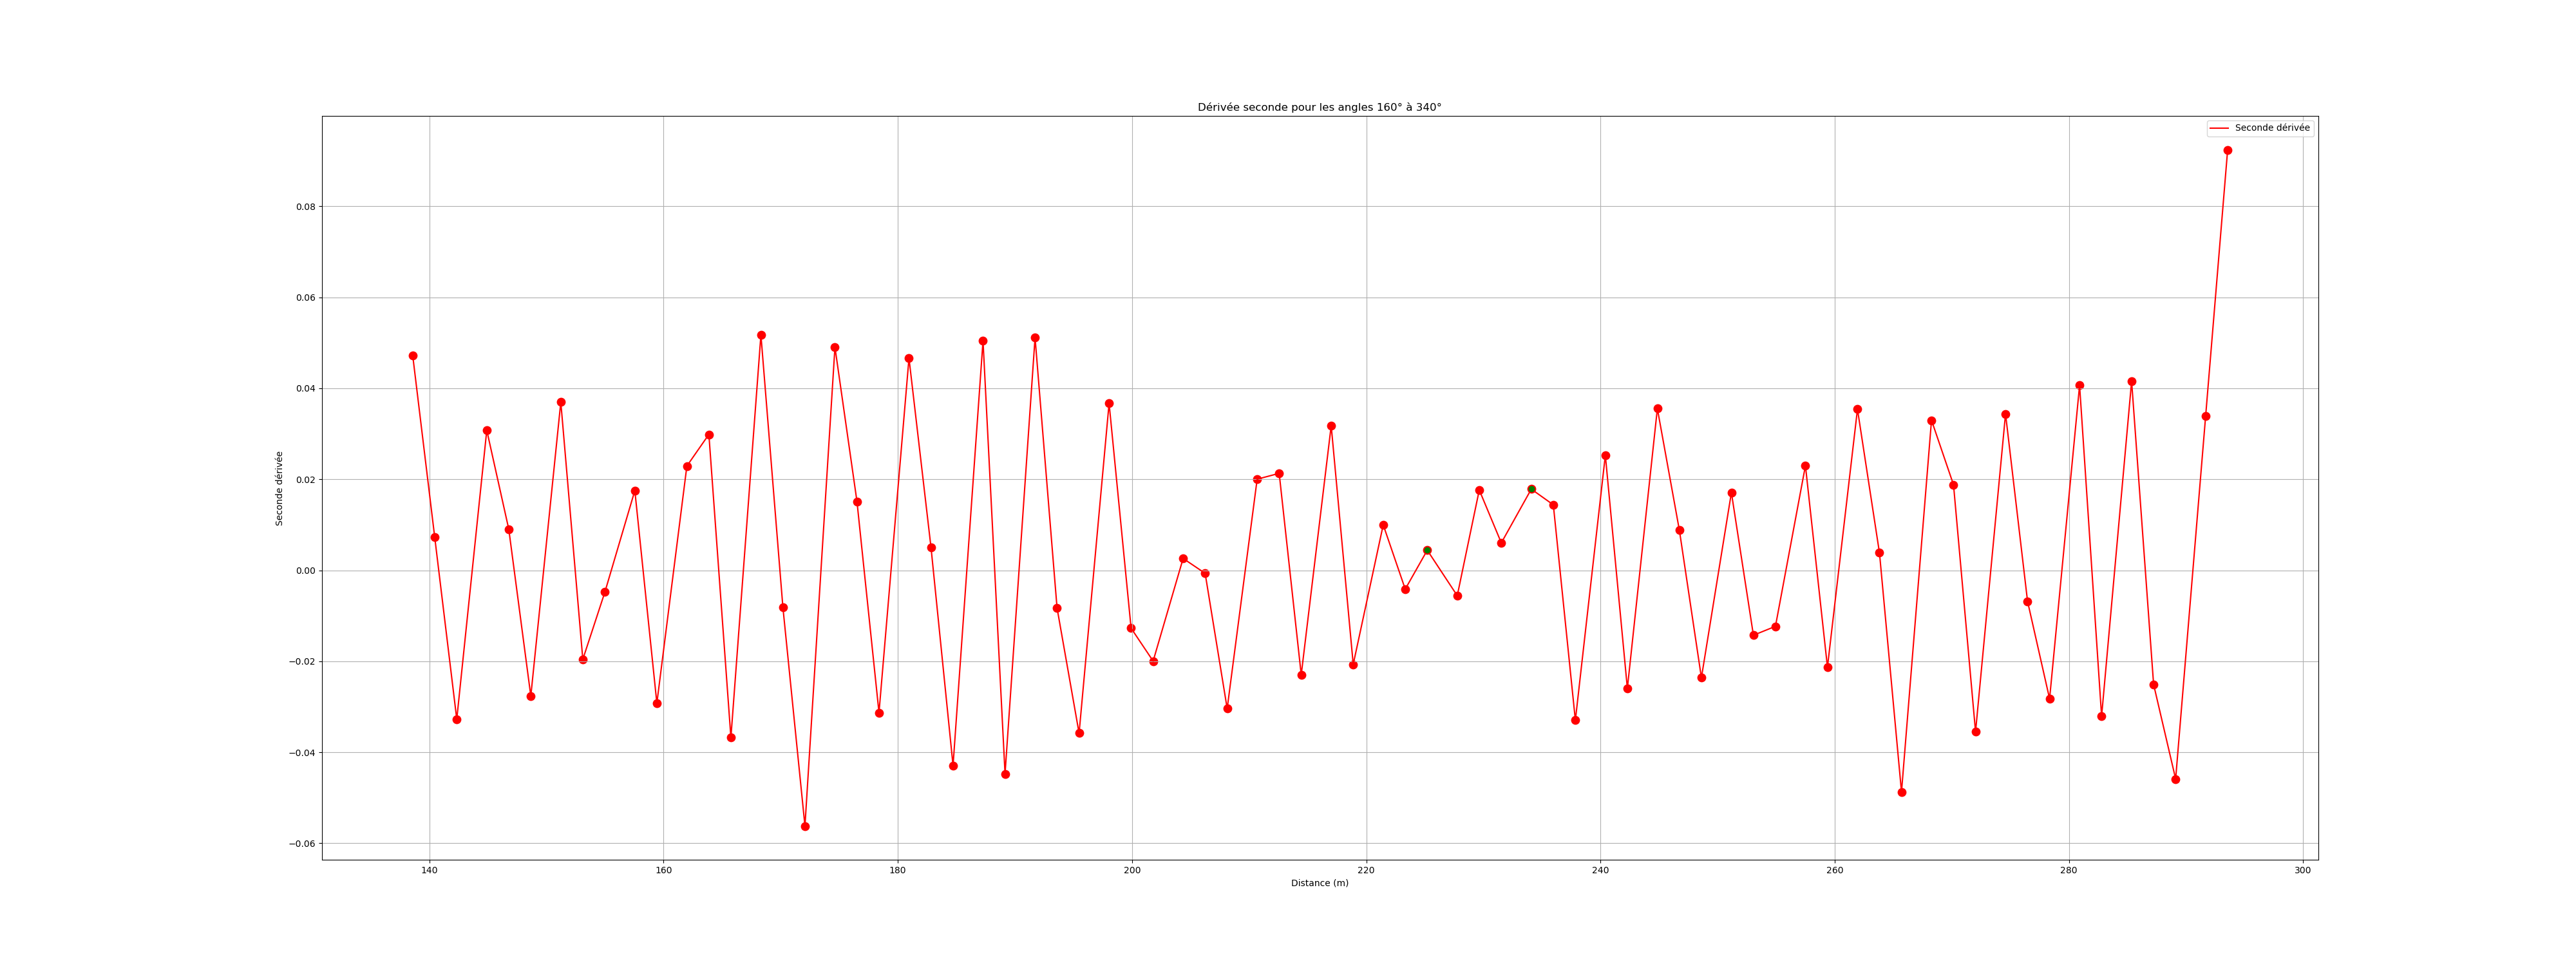 Dérivée seconde pour les angles 160° à 340°
Seconde dérivée
0.08
0.06
0.04
0.02
0.00
−0.02
−0.04
−0.06
Seconde dérivée
140 160 180 200 220 240 260 280 300
Distance (m)